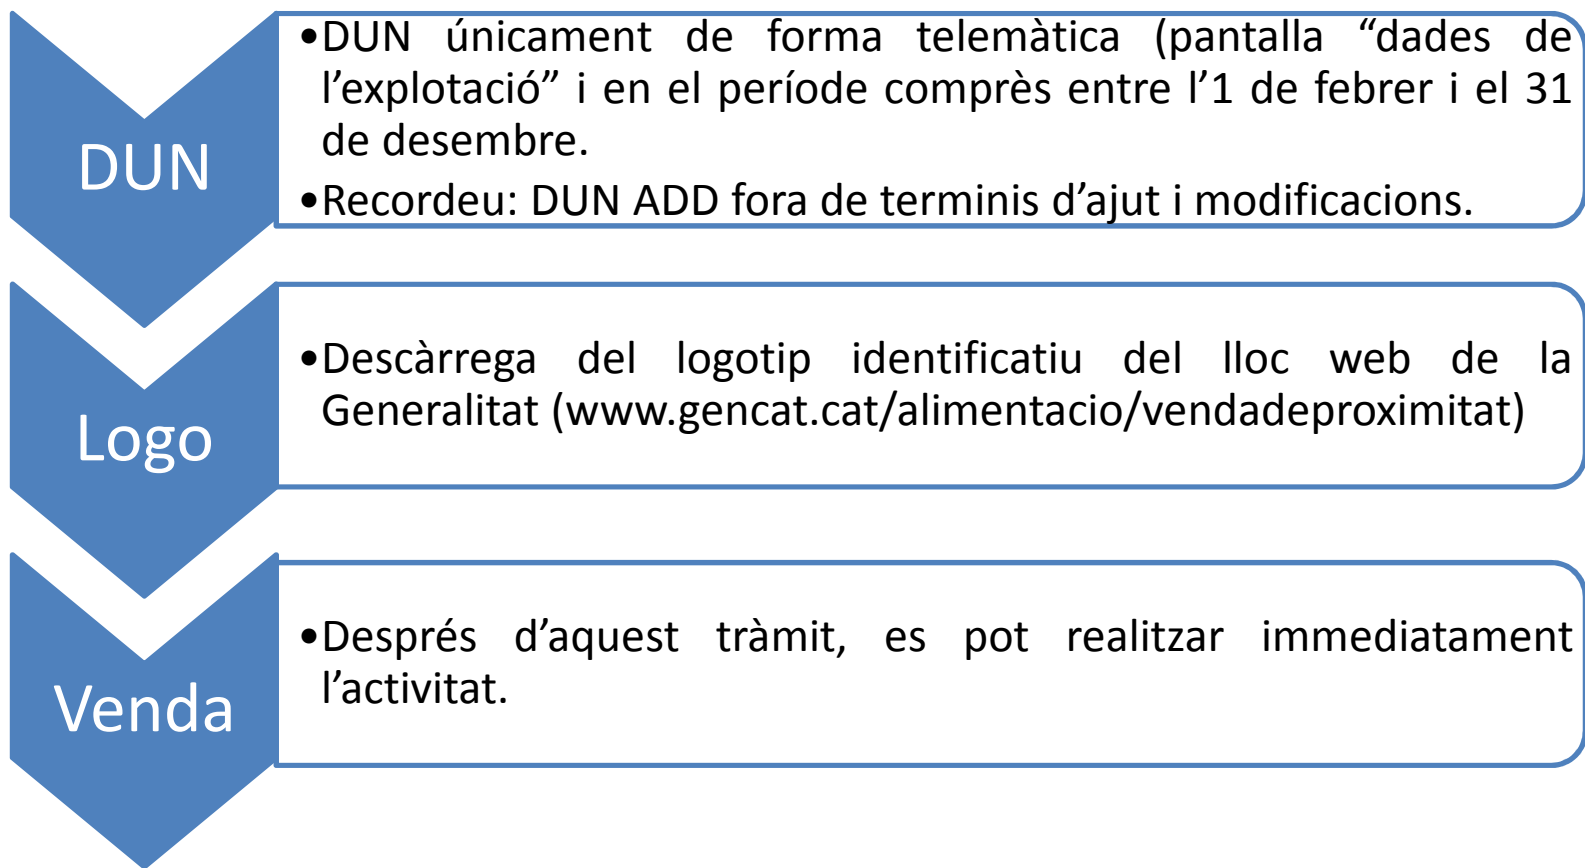 DUN
•DUN únicament de forma telemàtica (pantalla “dades de
l’explotació” i en el període comprès entre l’1 de febrer i el 31
de desembre.
•Recordeu: DUN ADD fora de terminis d’ajut i modificacions.
Logo
•Descàrrega del logotip identificatiu del lloc web de la
Generalitat (www.gencat.cat/alimentacio/vendadeproximitat)
Venda
•Després d’aquest tràmit, es pot realitzar immediatament
l’activitat.